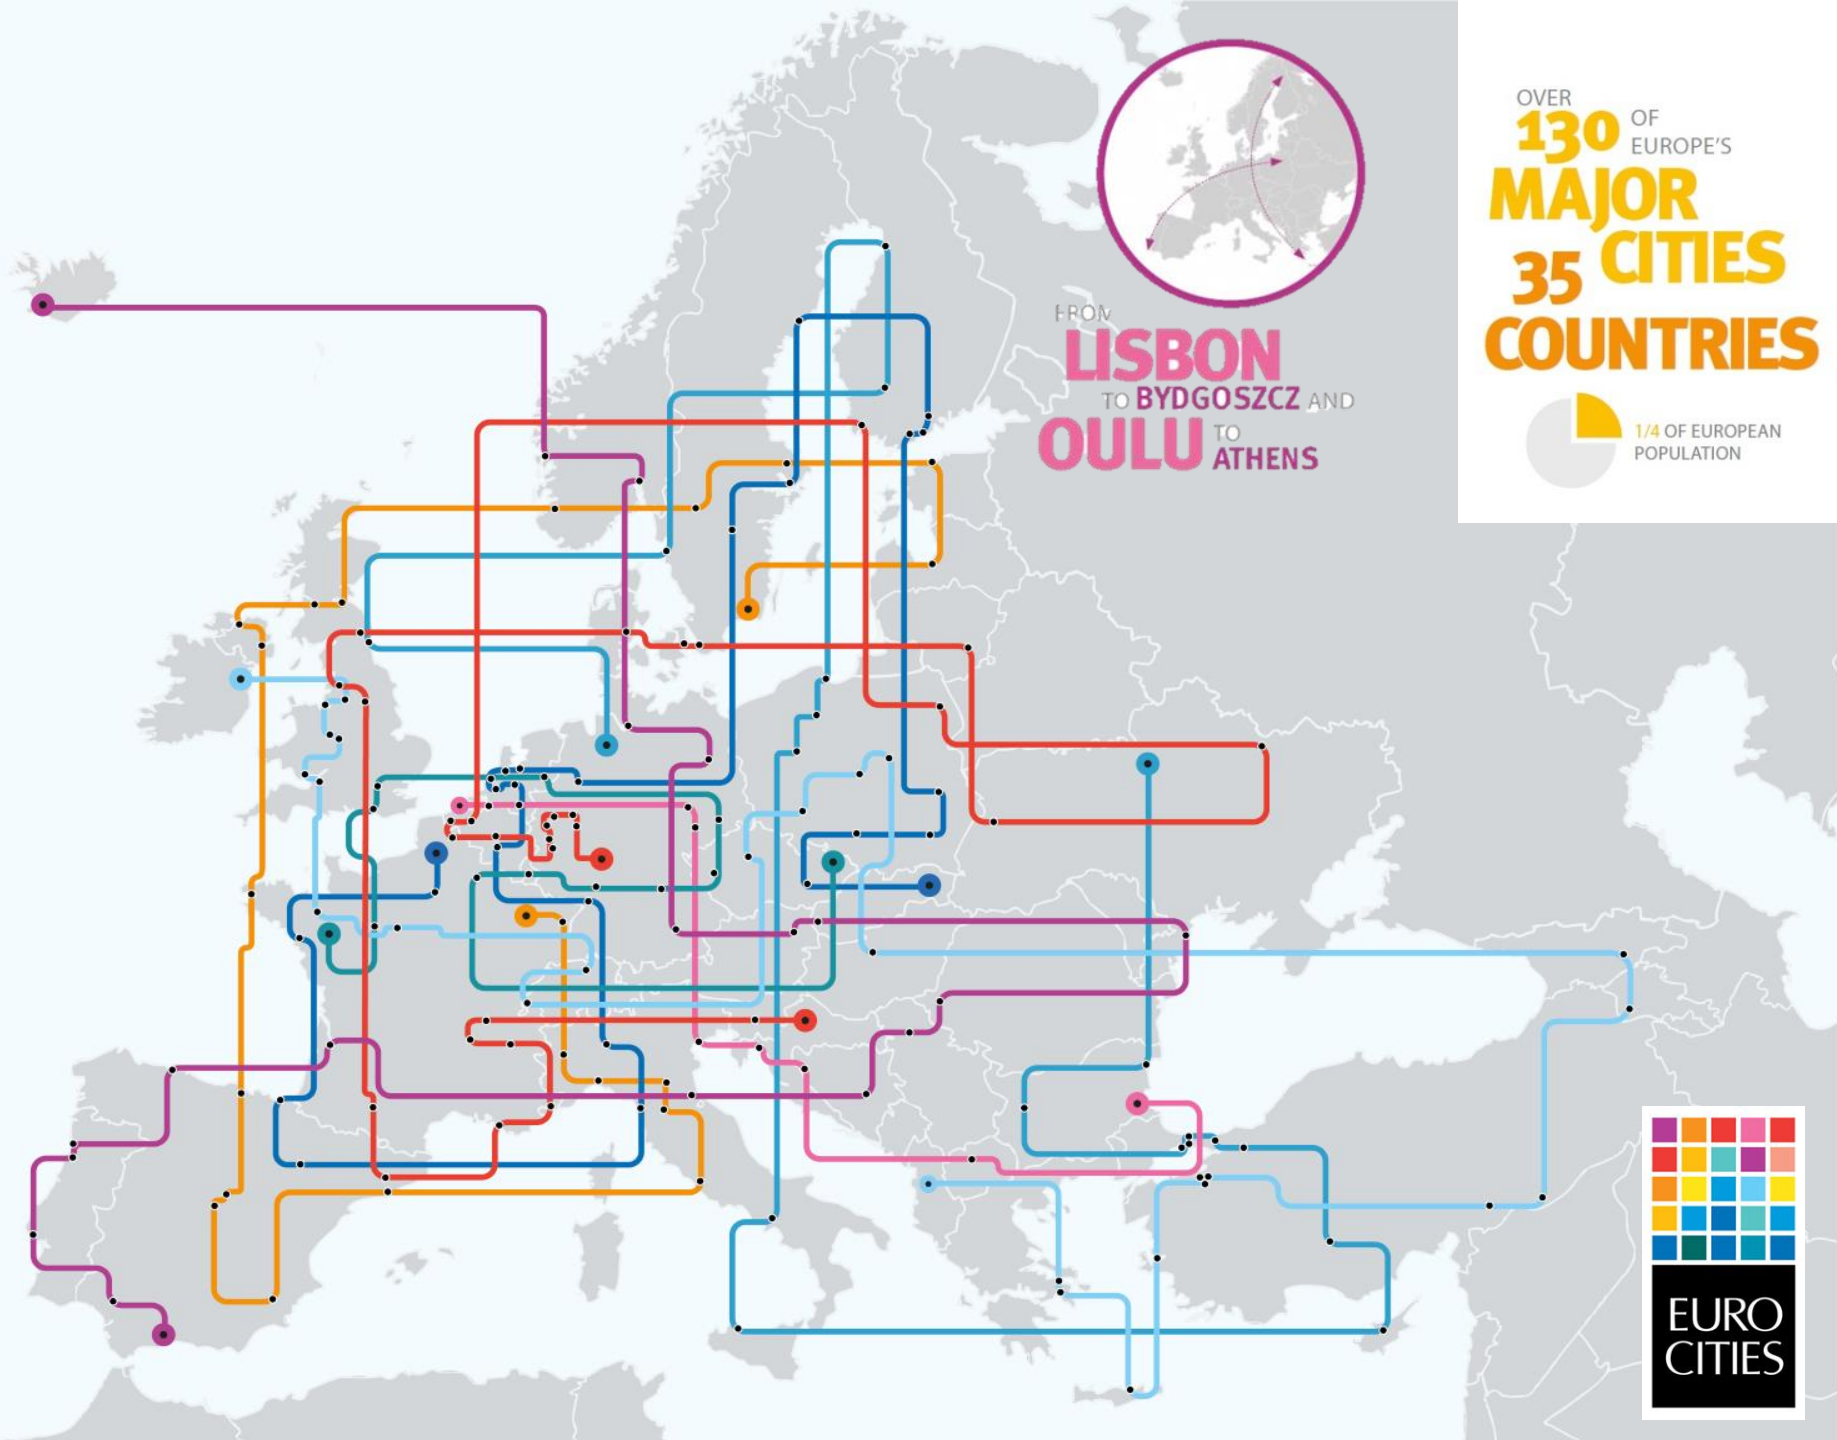 OVER
130 OF
EUROPE'S
MAJOR
CITIES
35
COUNTRIES
1/4 OF EUROPEAN
POPULATION
FROM
LISBON
TO BYDGOSZCZ AND
OULU TO
ATHENS
EURO
CITIES